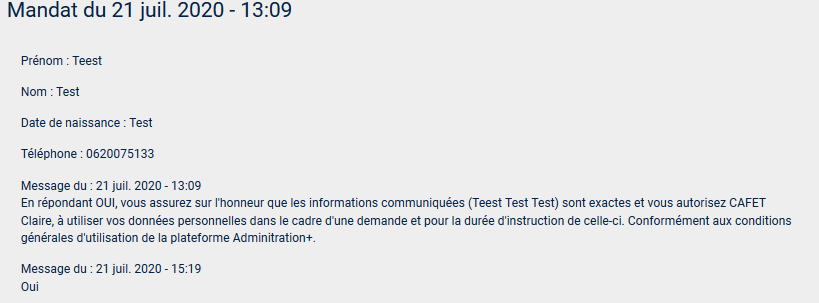 Mandat du 21 juil. 2020 - 13:09
Prénom : Teest
Nom : Test
Date de naissance : Test
Téléphone : 0620075133
Message du : 21 juil. 2020 - 13:09
En répondant OUI, vous assurez sur l'honneur que les informations communiquées (Teest Test Test) sont exactes et vous autorisez CAFET
Claire, à utiliser vos données personnelles dans le cadre d'une demande et pour la durée d'instruction de celle-ci. Conformément aux conditions
générales d'utilisation de la plateforme Adminitration+.
Message du : 21 juil. 2020 - 15:19
Oui